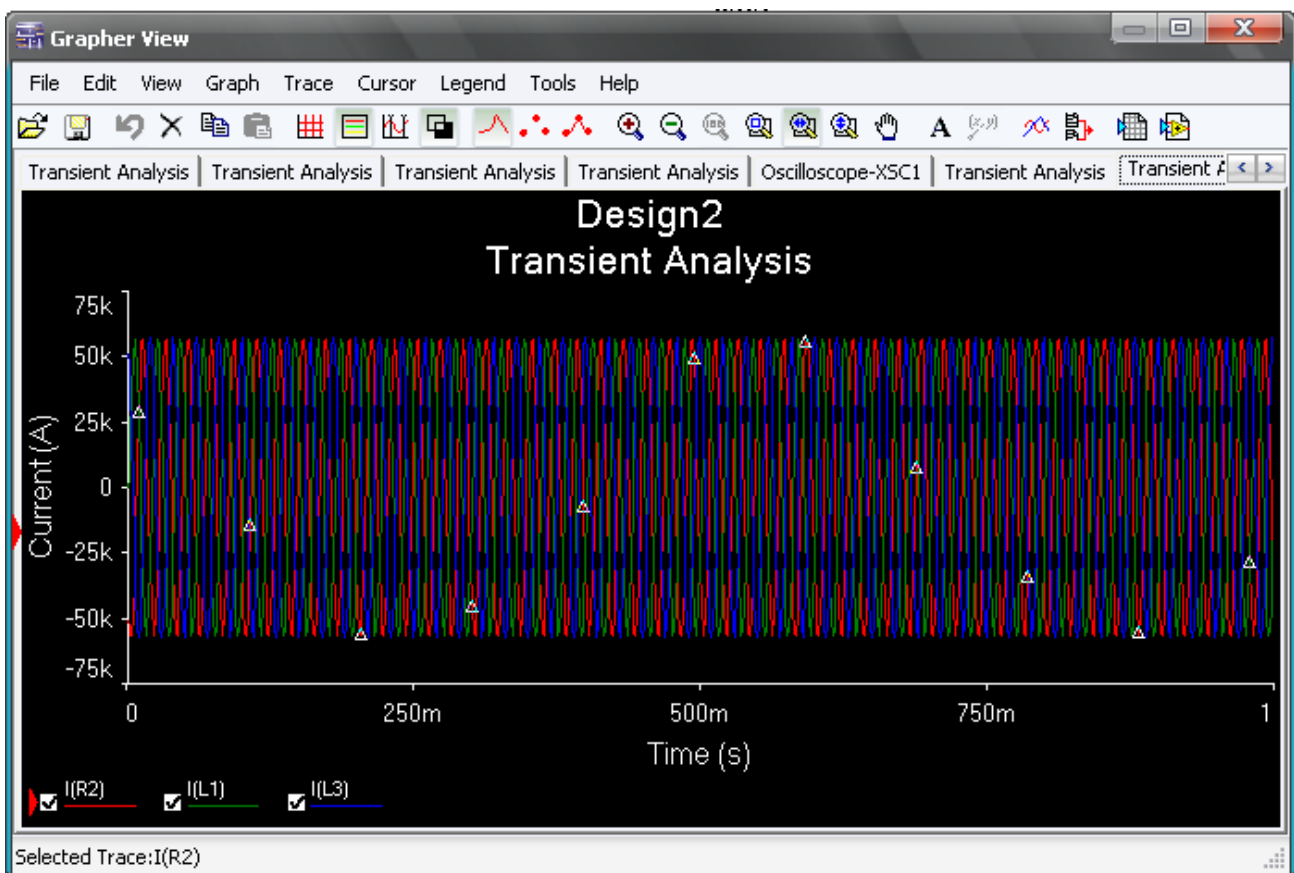 Grapher View
File Edit View Graph Trace Cursor Legend Tools Help
Transient Analysis Transient Analysis Transient Analysis Transient Analysis Oscilloscope-XSC1 Transient Analysis Transient
Design2
Transient Analysis
75k
50k
25k
0
-25k
-50k
-75k
Current (A)
0 250m 500m 750m 1
Time (s)
I(R2) I(L1) I(L3)
Selected Trace:I(R2)